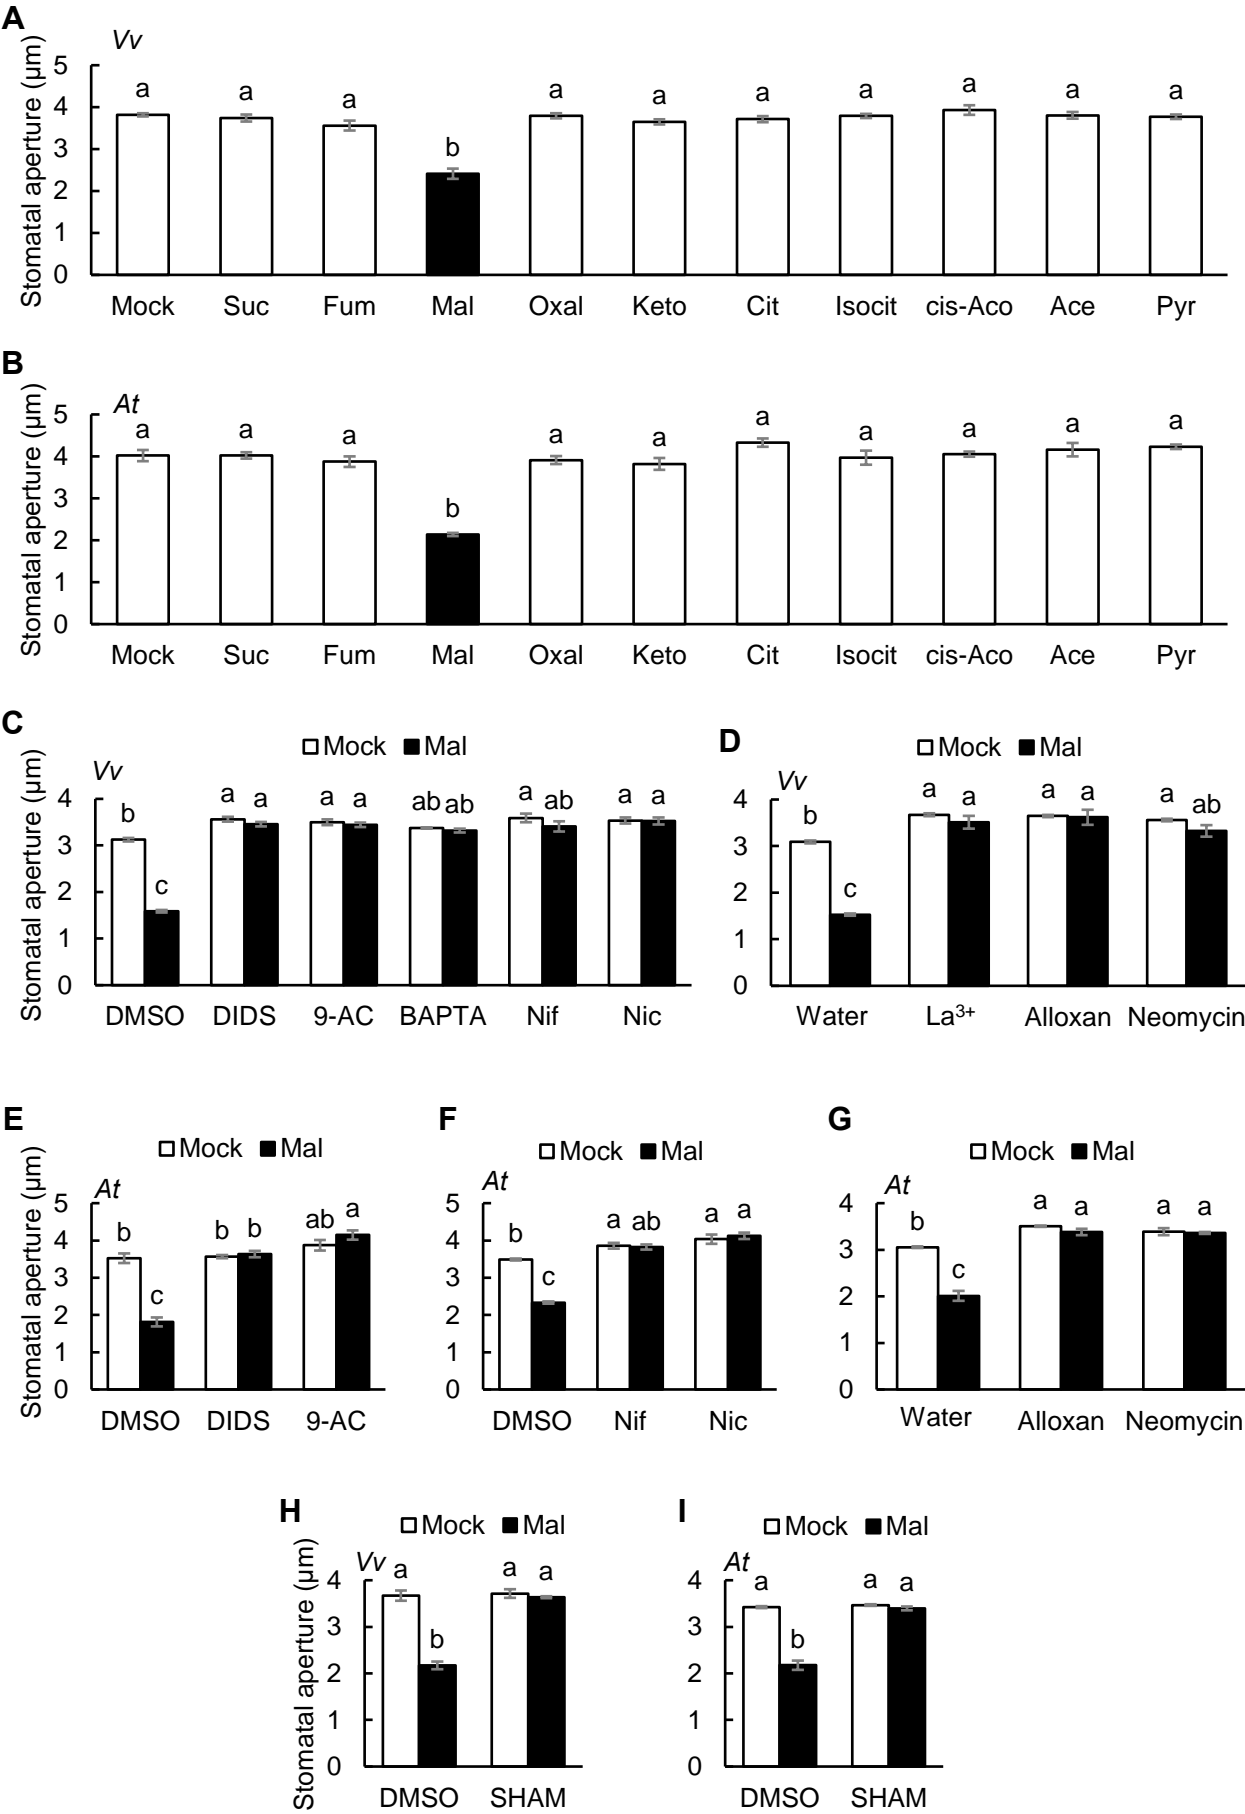 A
Vv
Stomatal aperture (µm)
5
4
3
2
1
0
a a a b a a a a a a a
Mock Suc Fum Mal Oxal Keto Cit Isocit cis-Aco Ace Pyr
B
At
Stomatal aperture (µm)
5
4
3
2
1
0
a a a b a a a a a a a
Mock Suc Fum Mal Oxal Keto Cit Isocit cis-Aco Ace Pyr
C
Mock Mal
Vv
Stomatal aperture (µm)
4
3
2
1
0
b c a a a a ab ab a ab a a
DMSO DIDS 9-AC BAPTA Nif Nic
D
Mock Mal
Vv
4
3
2
1
0
b c a a a a a ab
Water La³⁺ Alloxan Neomycin
E
Mock Mal
At
Stomatal aperture (µm)
5
4
3
2
1
0
b c b b ab a
DMSO DIDS 9-AC
F
Mock Mal
At
5
4
3
2
1
0
b c a ab a a
DMSO Nif Nic
G
Mock Mal
At
4
3
2
1
0
b c a a a a
Water Alloxan Neomycin
H
Mock Mal
Vv
Stomatal aperture (µm)
4
3
2
1
0
a b a a
DMSO SHAM
I
Mock Mal
At
4
3
2
1
0
a b a a
DMSO SHAM